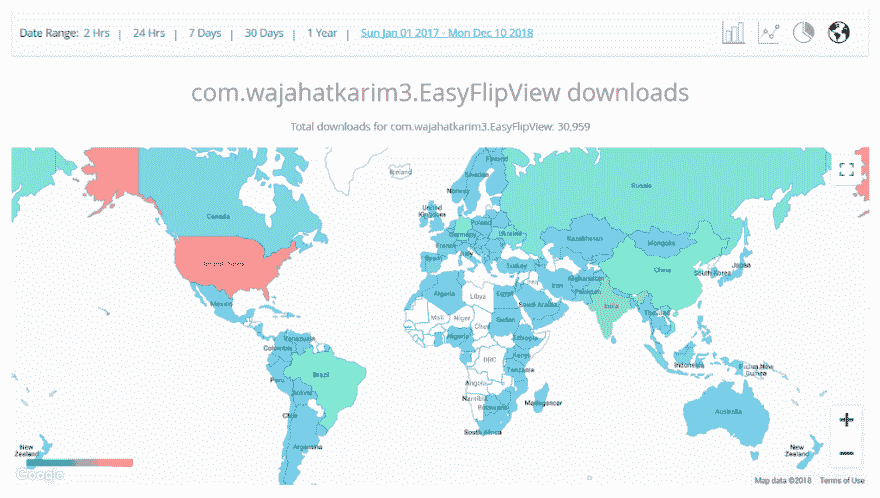 Date Range: 2 Hrs | 24 Hrs | 7 Days | 30 Days | 1 Year | Sun Jan 01 2017 - Mon Dec 10 2018
com.wajahatkarim3.EasyFlipView downloads
Total downloads for com.wajahatkarim3.EasyFlipView: 30,959
Iceland
Finland
Sweden
Norway
Russia
Canada
United Kingdom
Poland
Germany
Ukraine
France
Kazakhstan
Mongolia
Italy
Spain
Turkey
China
South Korea
Japan
United States
Afghanistan
Iran
Pakistan
Algeria
Libya
Egypt
Saudi Arabia
India
Mexico
Mali
Niger
Chad
Sudan
Thailand
Nigeria
Ethiopia
Venezuela
Colombia
Kenya
DRC
Indonesia
Papua New Guinea
Brazil
Peru
Tanzania
Angola
Bolivia
Namibia
Botswana
Madagascar
Australia
Chile
South Africa
Argentina
New Zealand
New Zealand
Google
Map data ©2018 Terms of Use